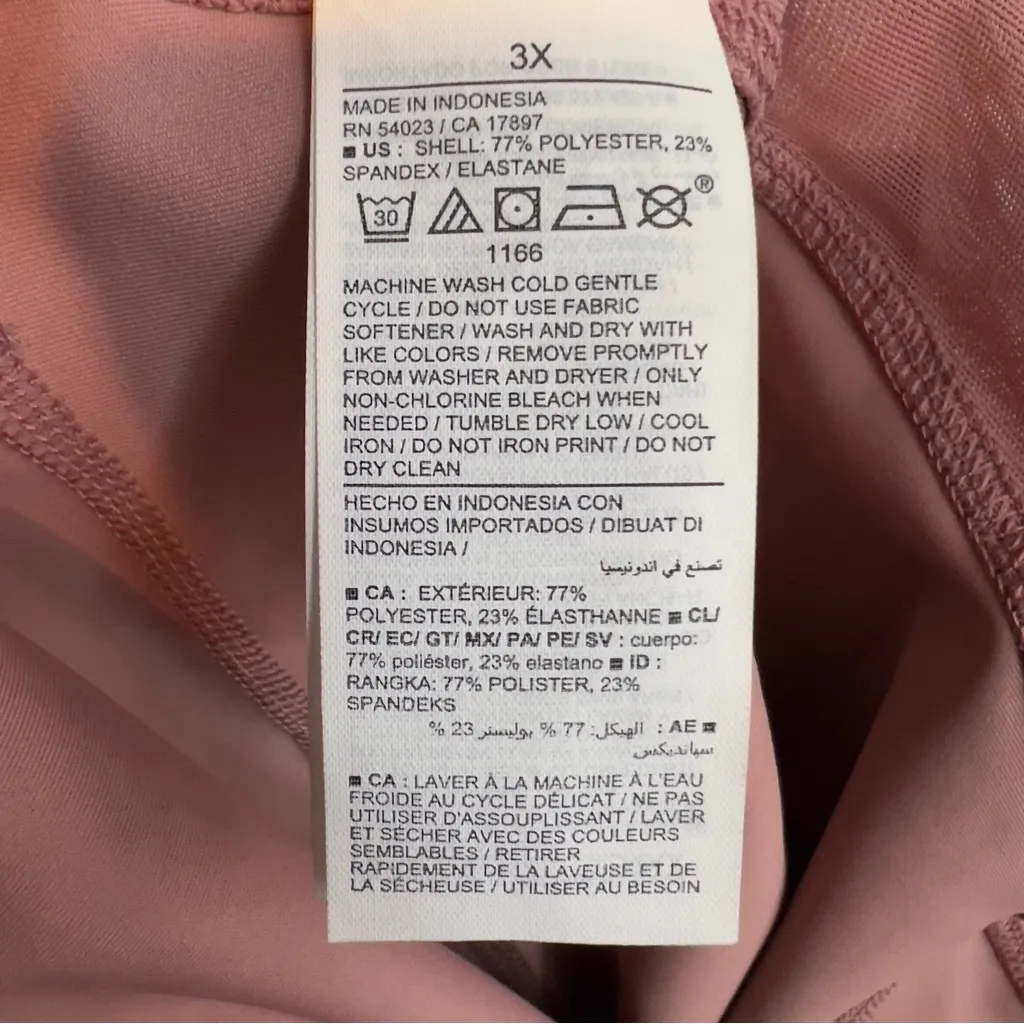 3X
MADE IN INDONESIA
RN 54023 / CA 17897
US : SHELL: 77% POLYESTER, 23%
SPANDEX / ELASTANE
30 ®
1166
MACHINE WASH COLD GENTLE
CYCLE / DO NOT USE FABRIC
SOFTENER / WASH AND DRY WITH
LIKE COLORS / REMOVE PROMPTLY
FROM WASHER AND DRYER / ONLY
NON-CHLORINE BLEACH WHEN
NEEDED / TUMBLE DRY LOW / COOL
IRON / DO NOT IRON PRINT / DO NOT
DRY CLEAN
HECHO EN INDONESIA CON
INSUMOS IMPORTADOS / DIBUAT DI
INDONESIA /
تصنع في اندونيسيا
CA : EXTÉRIEUR: 77%
POLYESTER, 23% ÉLASTHANNE CL/
CR/ EC/ GT/ MX/ PA/ PE/ SV : cuerpo:
77% poliéster, 23% elastano ID :
RANGKA: 77% POLISTER, 23%
SPANDEKS
AE : الهيكل: 77 % بوليستر 23 %
سباندیکس
CA : LAVER À LA MACHINE À L'EAU
FROIDE AU CYCLE DÉLICAT / NE PAS
UTILISER D'ASSOUPLISSANT / LAVER
ET SÉCHER AVEC DES COULEURS
SEMBLABLES / RETIRER
RAPIDEMENT DE LA LAVEUSE ET DE
LA SÉCHEUSE / UTILISER AU BESOIN